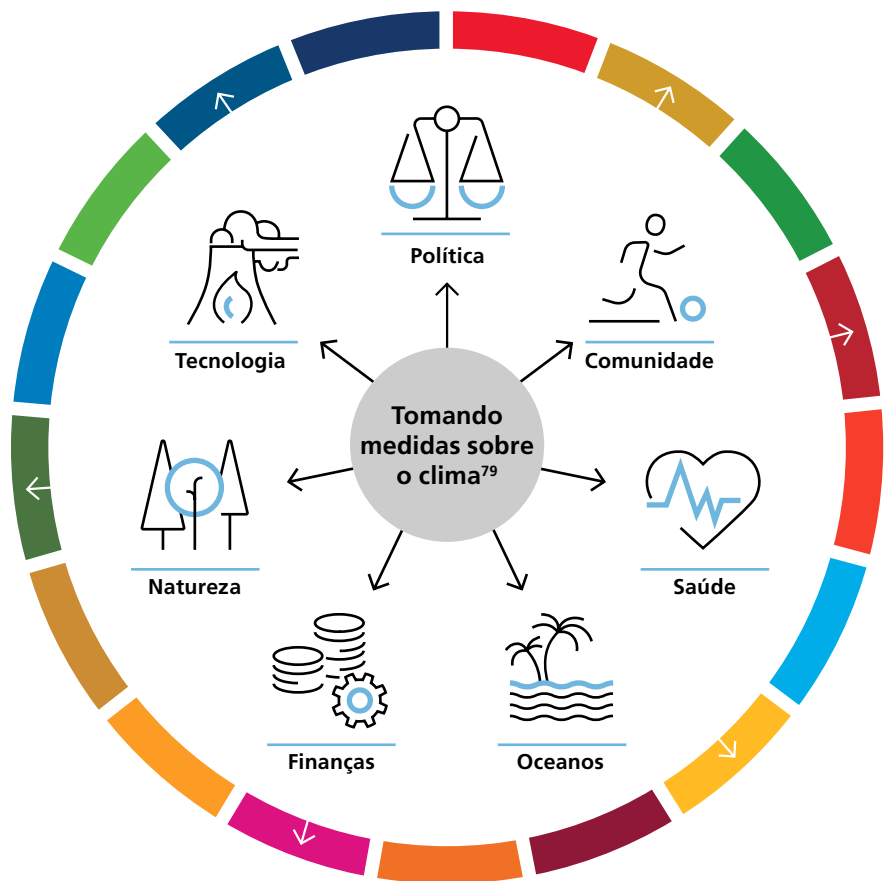 Política
Tecnologia
Comunidade
Tomando
medidas sobre
o clima⁷⁹
Natureza
Saúde
Finanças
Oceanos